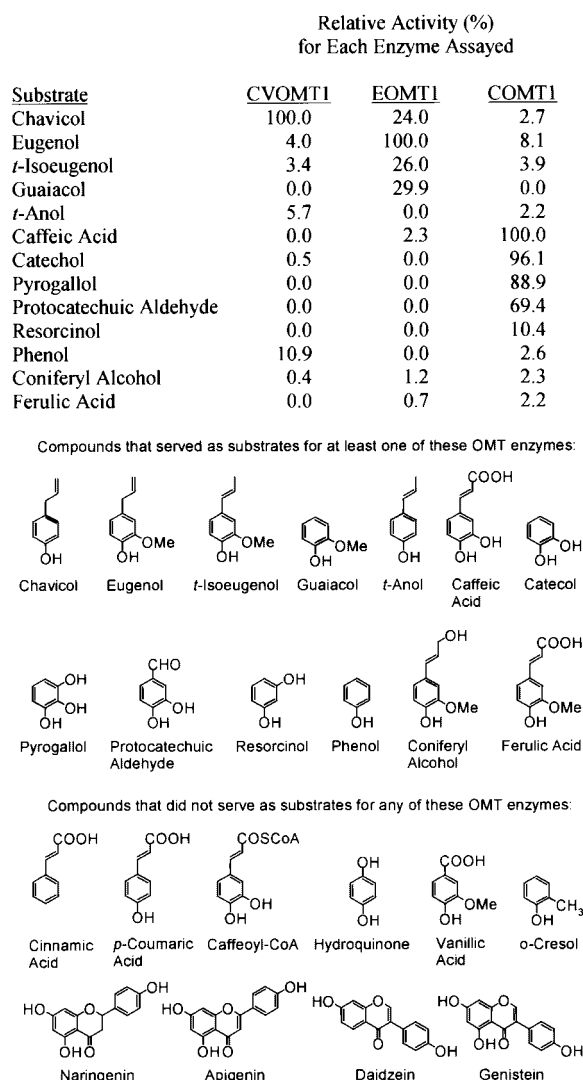 Relative Activity (%)
for Each Enzyme Assayed
Substrate CVOMT1 EOMT1 COMT1
Chavicol 100.0 24.0 2.7
Eugenol 4.0 100.0 8.1
t-Isoeugenol 3.4 26.0 3.9
Guaiacol 0.0 29.9 0.0
t-Anol 5.7 0.0 2.2
Caffeic Acid 0.0 2.3 100.0
Catechol 0.5 0.0 96.1
Pyrogallol 0.0 0.0 88.9
Protocatechuic Aldehyde 0.0 0.0 69.4
Resorcinol 0.0 0.0 10.4
Phenol 10.9 0.0 2.6
Coniferyl Alcohol 0.4 1.2 2.3
Ferulic Acid 0.0 0.7 2.2
Compounds that served as substrates for at least one of these OMT enzymes:
COOH
OMe OMe OMe OH OH
OH OH OH OH OH OH OH
Chavicol Eugenol t-Isoeugenol Guaiacol t-Anol Caffeic Acid Catecol
OH COOH
OH CHO OH
OH OH OMe OMe
OH OH OH OH OH OH
Pyrogallol Protocatechuic Aldehyde Resorcinol Phenol Coniferyl Alcohol Ferulic Acid
Compounds that did not serve as substrates for any of these OMT enzymes:
COOH COOH COSCoA OH COOH
OH OMe CH3
OH OH OH OH OH
Cinnamic Acid p-Coumaric Acid Caffeoyl-CoA Hydroquinone Vanillic Acid o-Cresol
HO O OH HO O OH HO O HO O
OH O OH O O OH OH O OH
Naringenin Apigenin Daidzein Genistein